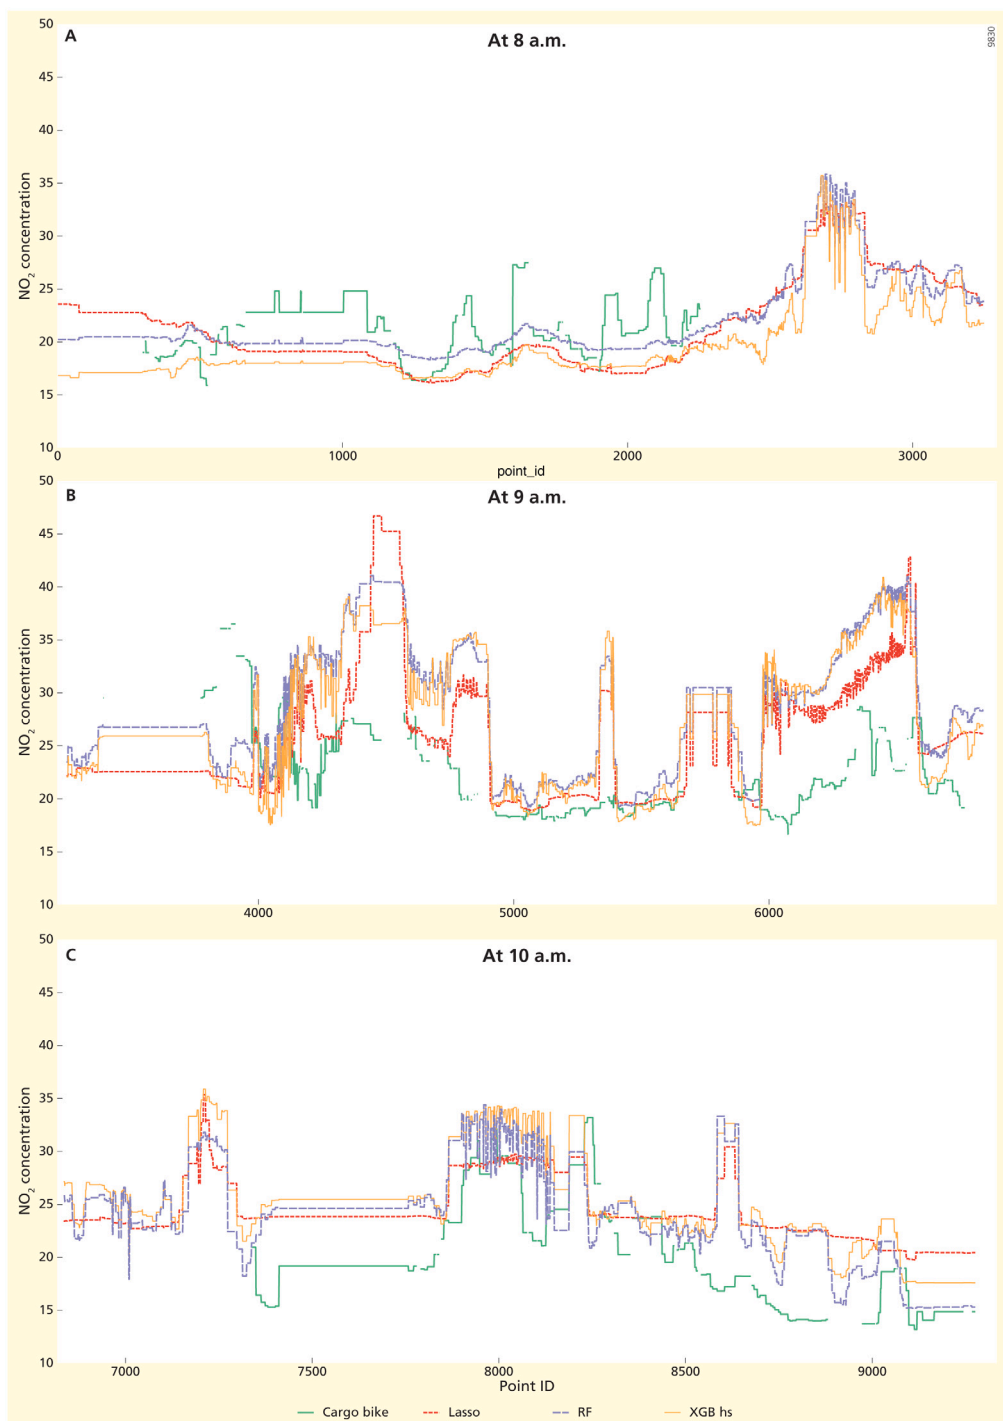 A
At 8 a.m.
9830
50
45
40
35
30
25
20
15
10
NO2 concentration
0
1000
2000
3000
point_id
B
At 9 a.m.
50
45
40
35
30
25
20
15
10
NO2 concentration
4000
5000
6000
C
At 10 a.m.
50
45
40
35
30
25
20
15
10
NO2 concentration
7000
7500
8000
8500
9000
Point ID
Cargo bike
Lasso
RF
XGB hs